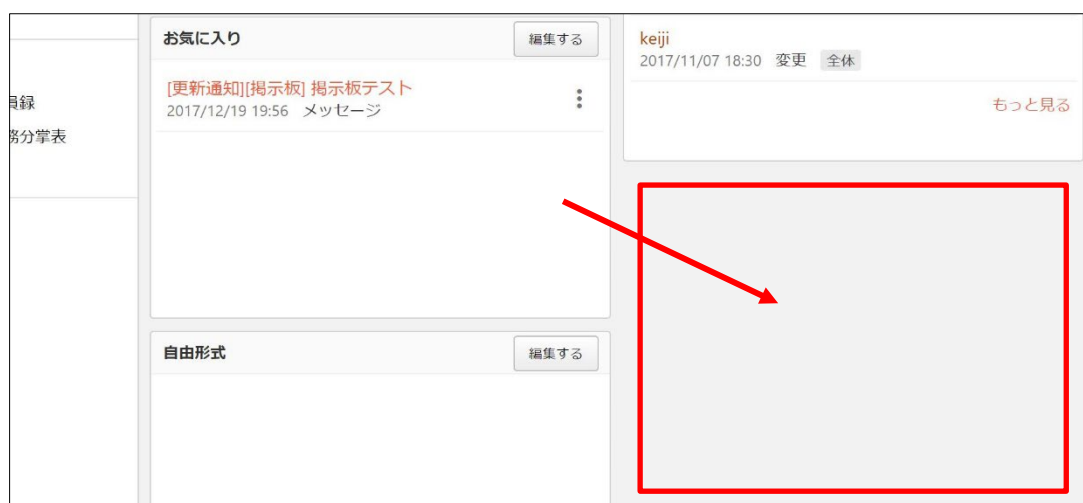 員録
務分掌表
お気に入り
編集する
[更新通知][掲示板] 掲示板テスト
2017/12/19 19:56 メッセージ
自由形式
編集する
keiji
2017/11/07 18:30 変更 全体
もっと見る